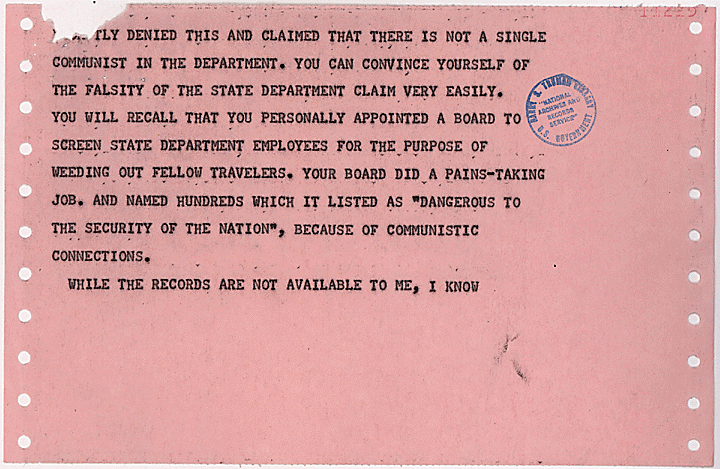 DENIED THIS AND CLAIMED THAT THERE IS NOT A SINGLE
COMMUNIST IN THE DEPARTMENT. YOU CAN CONVINCE YOURSELF OF
THE FALSITY OF THE STATE DEPARTMENT CLAIM VERY EASILY.
YOU WILL RECALL THAT YOU PERSONALLY APPOINTED A BOARD TO
SCREEN STATE DEPARTMENT EMPLOYEES FOR THE PURPOSE OF
WEEDING OUT FELLOW TRAVELERS. YOUR BOARD DID A PAINS-TAKING
JOB. AND NAMED HUNDREDS WHICH IT LISTED AS "DANGEROUS TO
THE SECURITY OF THE NATION", BECAUSE OF COMMUNISTIC
CONNECTIONS.
WHILE THE RECORDS ARE NOT AVAILABLE TO ME, I KNOW
HARRY S. TRUMAN LIBRARY
"NATIONAL
ARCHIVES AND
RECORDS
SERVICE"
U.S. GOVERNMENT